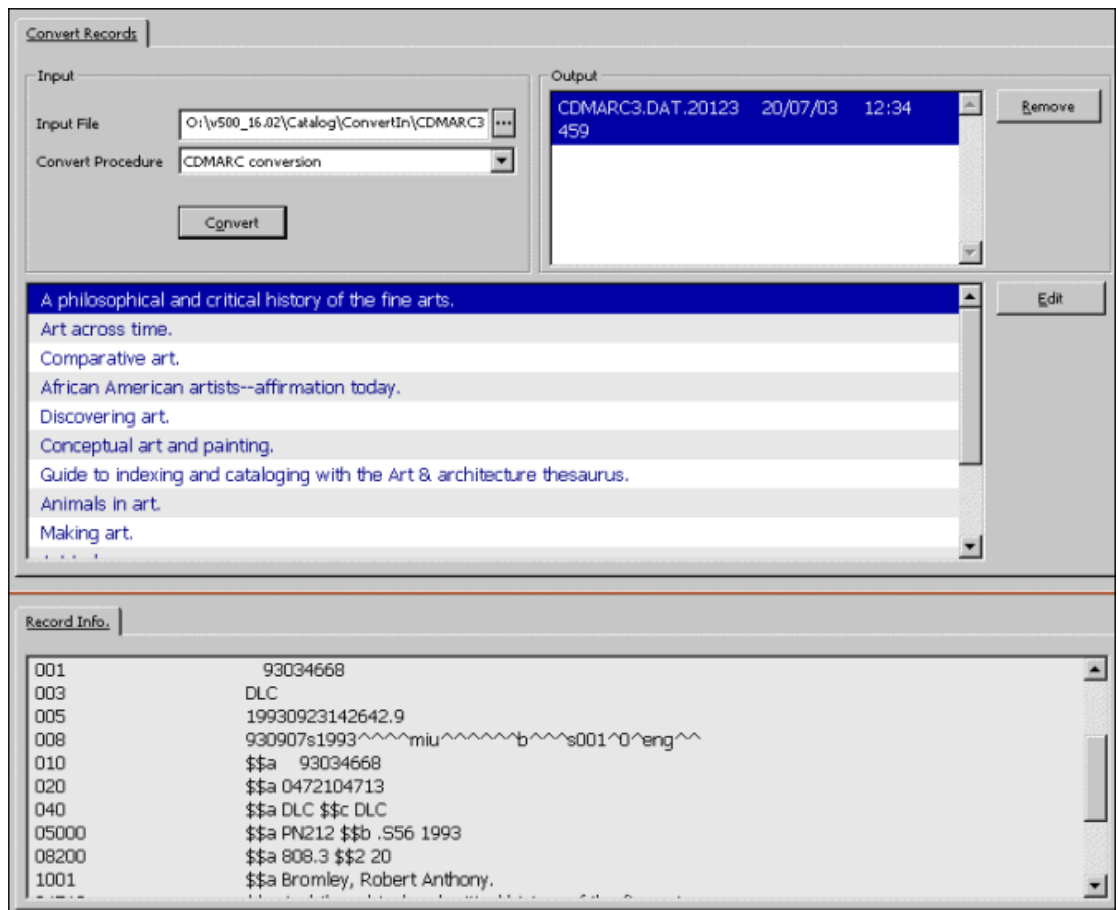 Convert Records
Input
Input File
O:\v500_16.02\Catalog\ConvertIn\CDMARC3
...
Convert Procedure
CDMARC conversion
Convert
Output
CDMARC3.DAT.20123 20/07/03 12:34
459
Remove
A philosophical and critical history of the fine arts.
Art across time.
Comparative art.
African American artists--affirmation today.
Discovering art.
Conceptual art and painting.
Guide to indexing and cataloging with the Art & architecture thesaurus.
Animals in art.
Making art.
Edit
Record Info.
001 93034668
003 DLC
005 19930923142642.9
008 930907s1993^^^^miu^^^^^^b^^^s001^0^eng^^
010 $$a 93034668
020 $$a 0472104713
040 $$a DLC $$c DLC
05000 $$a PN212 $$b .S56 1993
08200 $$a 808.3 $$2 20
1001 $$a Bromley, Robert Anthony.